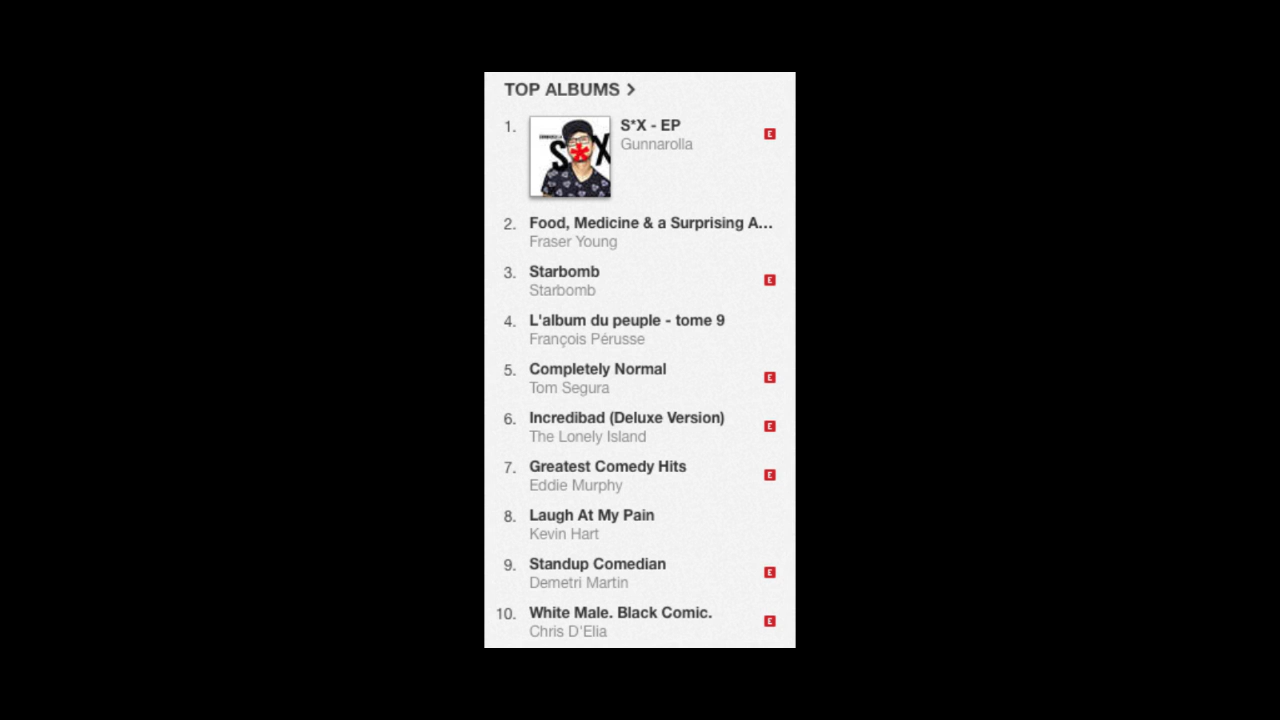 TOP ALBUMS >
1.
S*X
S*X - EP
E
Gunnarolla
2. Food, Medicine & a Surprising A...
Fraser Young
3. Starbomb
E
Starbomb
4. L'album du peuple - tome 9
François Pérusse
5. Completely Normal
E
Tom Segura
6. Incredibad (Deluxe Version)
E
The Lonely Island
7. Greatest Comedy Hits
E
Eddie Murphy
8. Laugh At My Pain
Kevin Hart
9. Standup Comedian
E
Demetri Martin
10. White Male. Black Comic.
E
Chris D'Elia